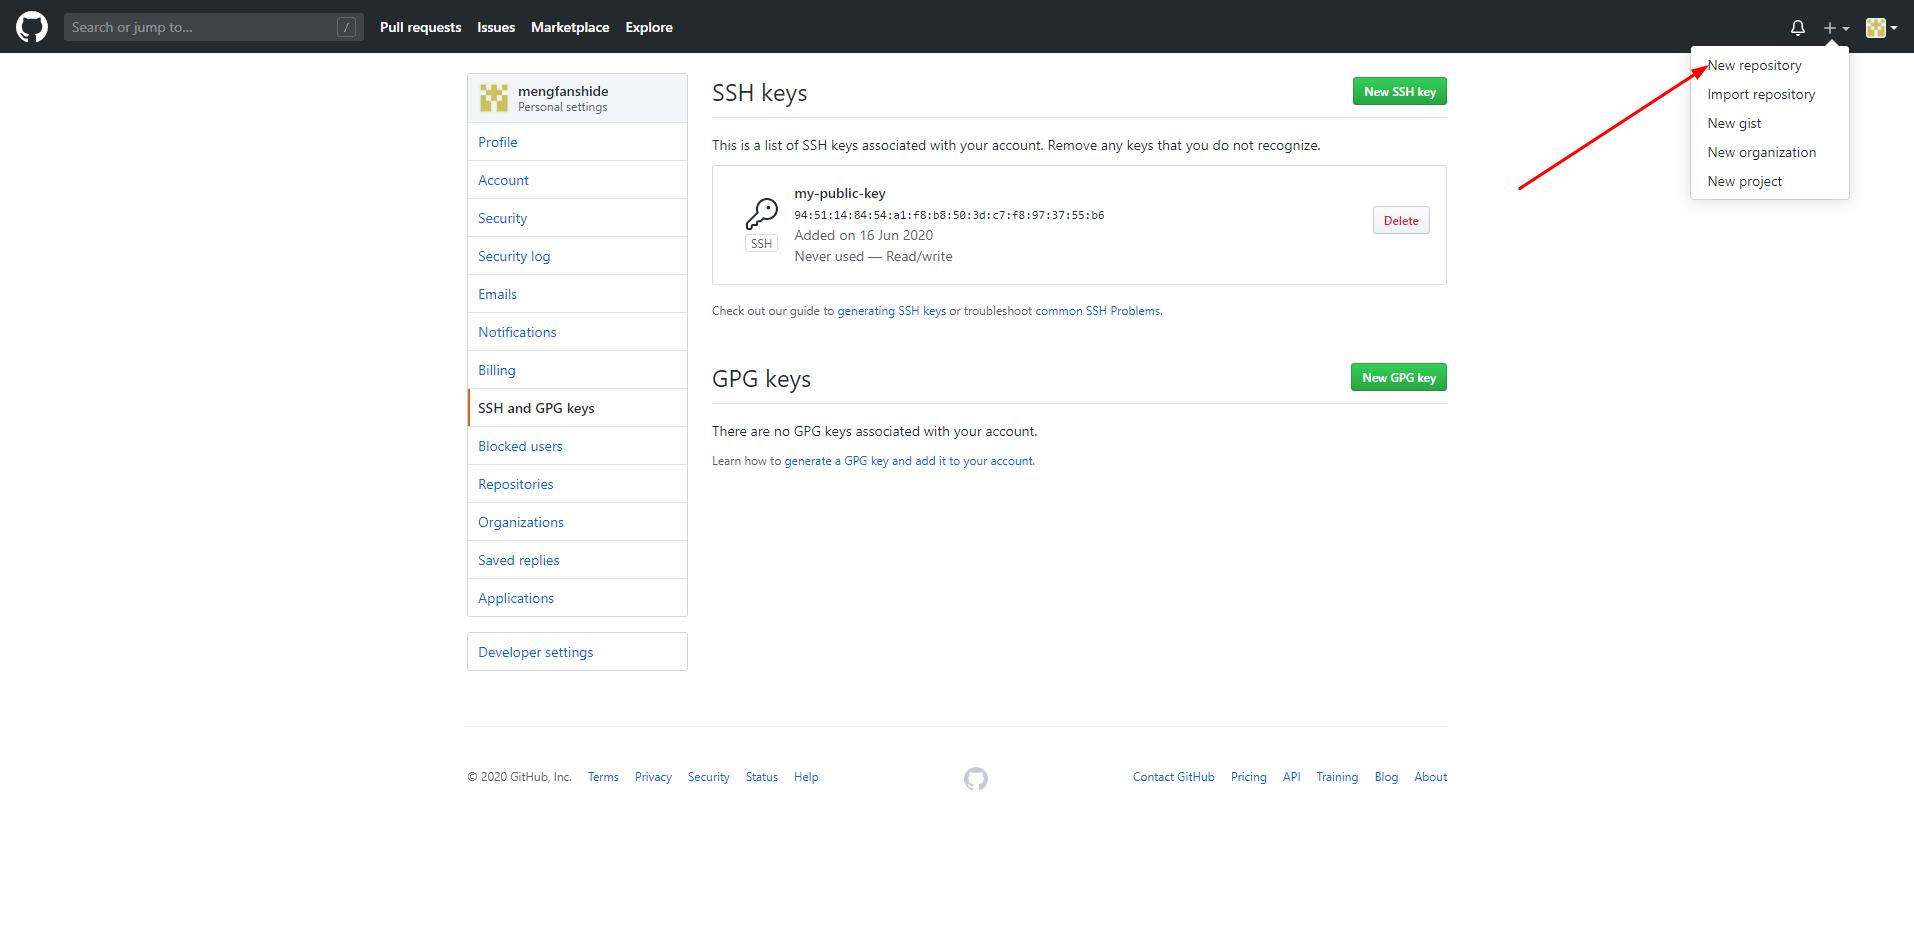 Search or jump to...
/
Pull requests
Issues
Marketplace
Explore
New repository
Import repository
New gist
New organization
New project
mengfanshide
Personal settings
Profile
Account
Security
Security log
Emails
Notifications
Billing
SSH and GPG keys
Blocked users
Repositories
Organizations
Saved replies
Applications
Developer settings
SSH keys
New SSH key
This is a list of SSH keys associated with your account. Remove any keys that you do not recognize.
SSH
my-public-key
94:51:14:84:54:a1:f8:b8:50:3d:c7:f8:97:37:55:b6
Added on 16 Jun 2020
Never used — Read/write
Delete
Check out our guide to generating SSH keys or troubleshoot common SSH Problems.
GPG keys
New GPG key
There are no GPG keys associated with your account.
Learn how to generate a GPG key and add it to your account.
© 2020 GitHub, Inc.
Terms
Privacy
Security
Status
Help
Contact GitHub
Pricing
API
Training
Blog
About